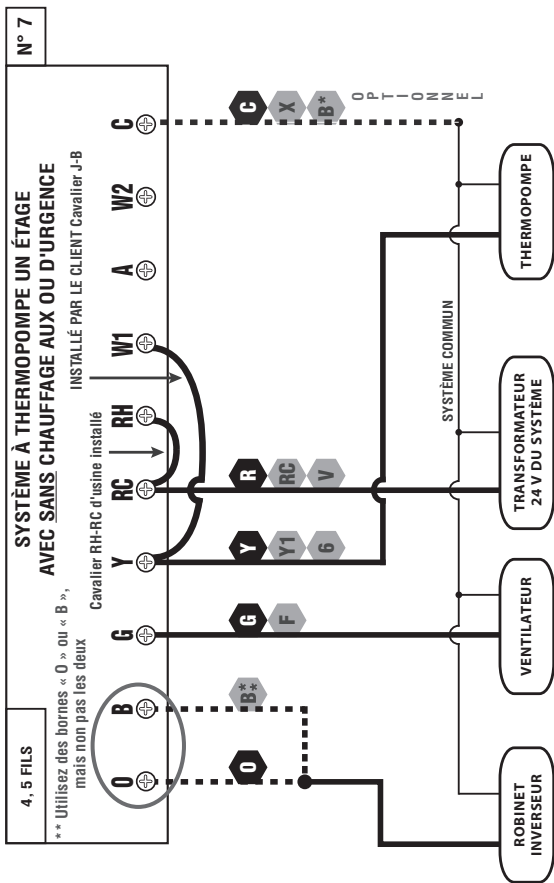 4, 5 FILS
SYSTÈME À THERMOPOMPE UN ÉTAGE
AVEC SANS CHAUFFAGE AUX OU D'URGENCE
N° 7
** Utilisez des bornes « O » ou « B »,
mais non pas les deux
Cavalier RH-RC d'usine installé
INSTALLÉ PAR LE CLIENT Cavalier J-B
O B G Y RC RH W1 A W2 C
O B* G Y R C
F Y1 RC X
6 V B*
OPTIONNEL
SYSTÈME COMMUN
ROBINET
INVERSEUR
VENTILATEUR
TRANSFORMATEUR
24 V DU SYSTÈME
THERMOPOMPE